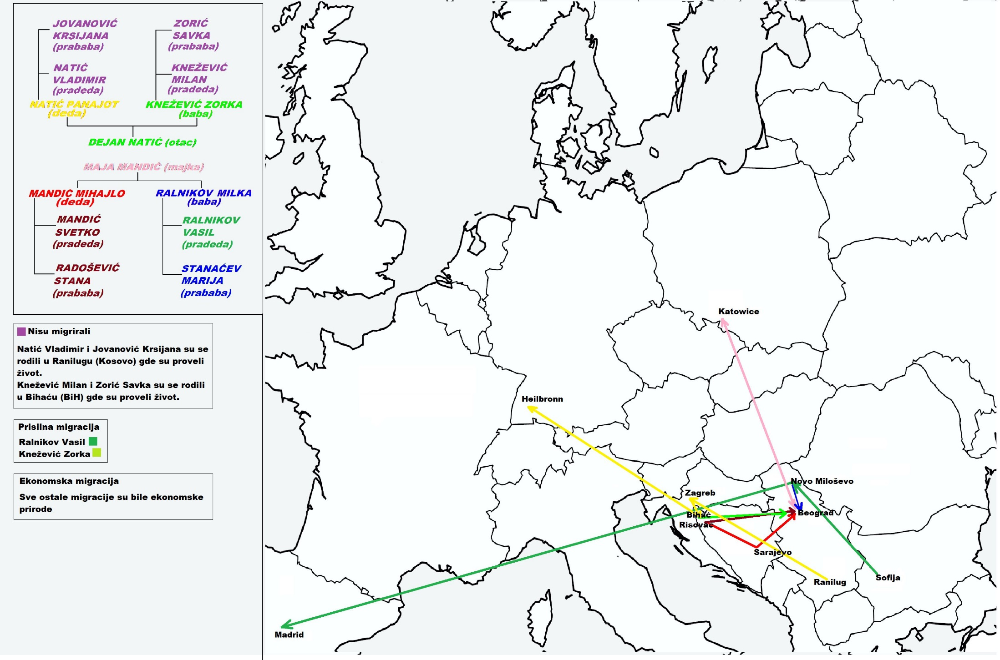 JOVANOVIĆ
KRSIJANA
(prababa)
NATIĆ
VLADIMIR
(pradeda)
NATIĆ PANAJOT
(deda)
ZORIĆ
SAVKA
(prababa)
KNEŽEVIĆ
MILAN
(pradeda)
KNEŽEVIĆ ZORKA
(baba)
DEJAN NATIĆ (otac)
MAJA MANDIĆ (majka)
MANDIĆ MIHAJLO
(deda)
MANDIĆ
SVETKO
(pradeda)
RADOŠEVIĆ
STANA
(prababa)
RALNIKOV MILKA
(baba)
RALNIKOV
VASIL
(pradeda)
STANAĆEV
MARIJA
(prababa)
Nisu migrirali
Natić Vladimir i Jovanović Krsijana su se
rodili u Ranilugu (Kosovo) gde su proveli
život.
Knežević Milan i Zorić Savka su se rodili
u Bihaću (BiH) gde su proveli život.
Prisilna migracija
Ralnikov Vasil
Knežević Zorka
Ekonomska migracija
Sve ostale migracije su bile ekonomske
prirode
Katowice
Heilbronn
Novo Miloševo
Zagreb
Beograd
Bihać
Risovac
Sarajevo
Sofija
Ranilug
Madrid